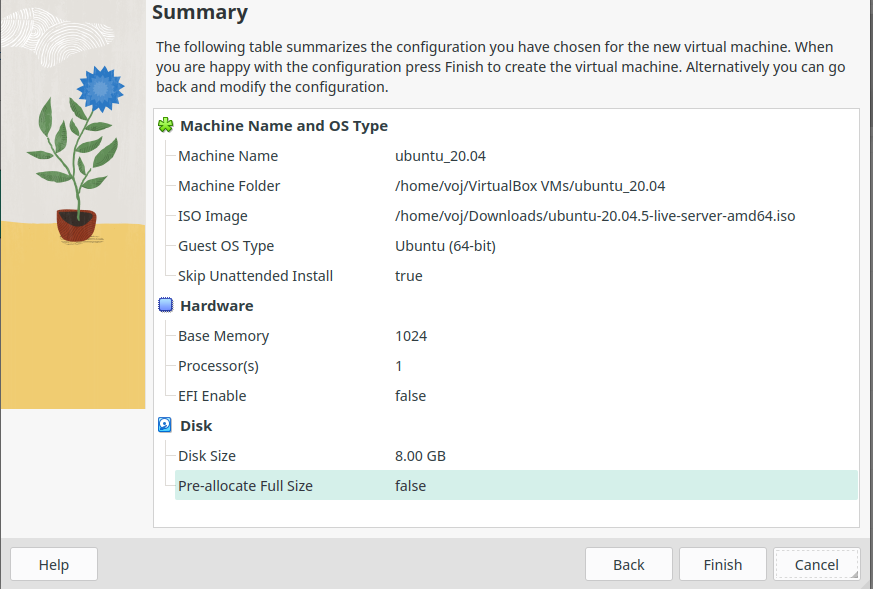 Summary
The following table summarizes the configuration you have chosen for the new virtual machine. When
you are happy with the configuration press Finish to create the virtual machine. Alternatively you can go
back and modify the configuration.
Machine Name and OS Type
Machine Name ubuntu_20.04
Machine Folder /home/voj/VirtualBox VMs/ubuntu_20.04
ISO Image /home/voj/Downloads/ubuntu-20.04.5-live-server-amd64.iso
Guest OS Type Ubuntu (64-bit)
Skip Unattended Install true
Hardware
Base Memory 1024
Processor(s) 1
EFI Enable false
Disk
Disk Size 8.00 GB
Pre-allocate Full Size false
Help Back Finish Cancel